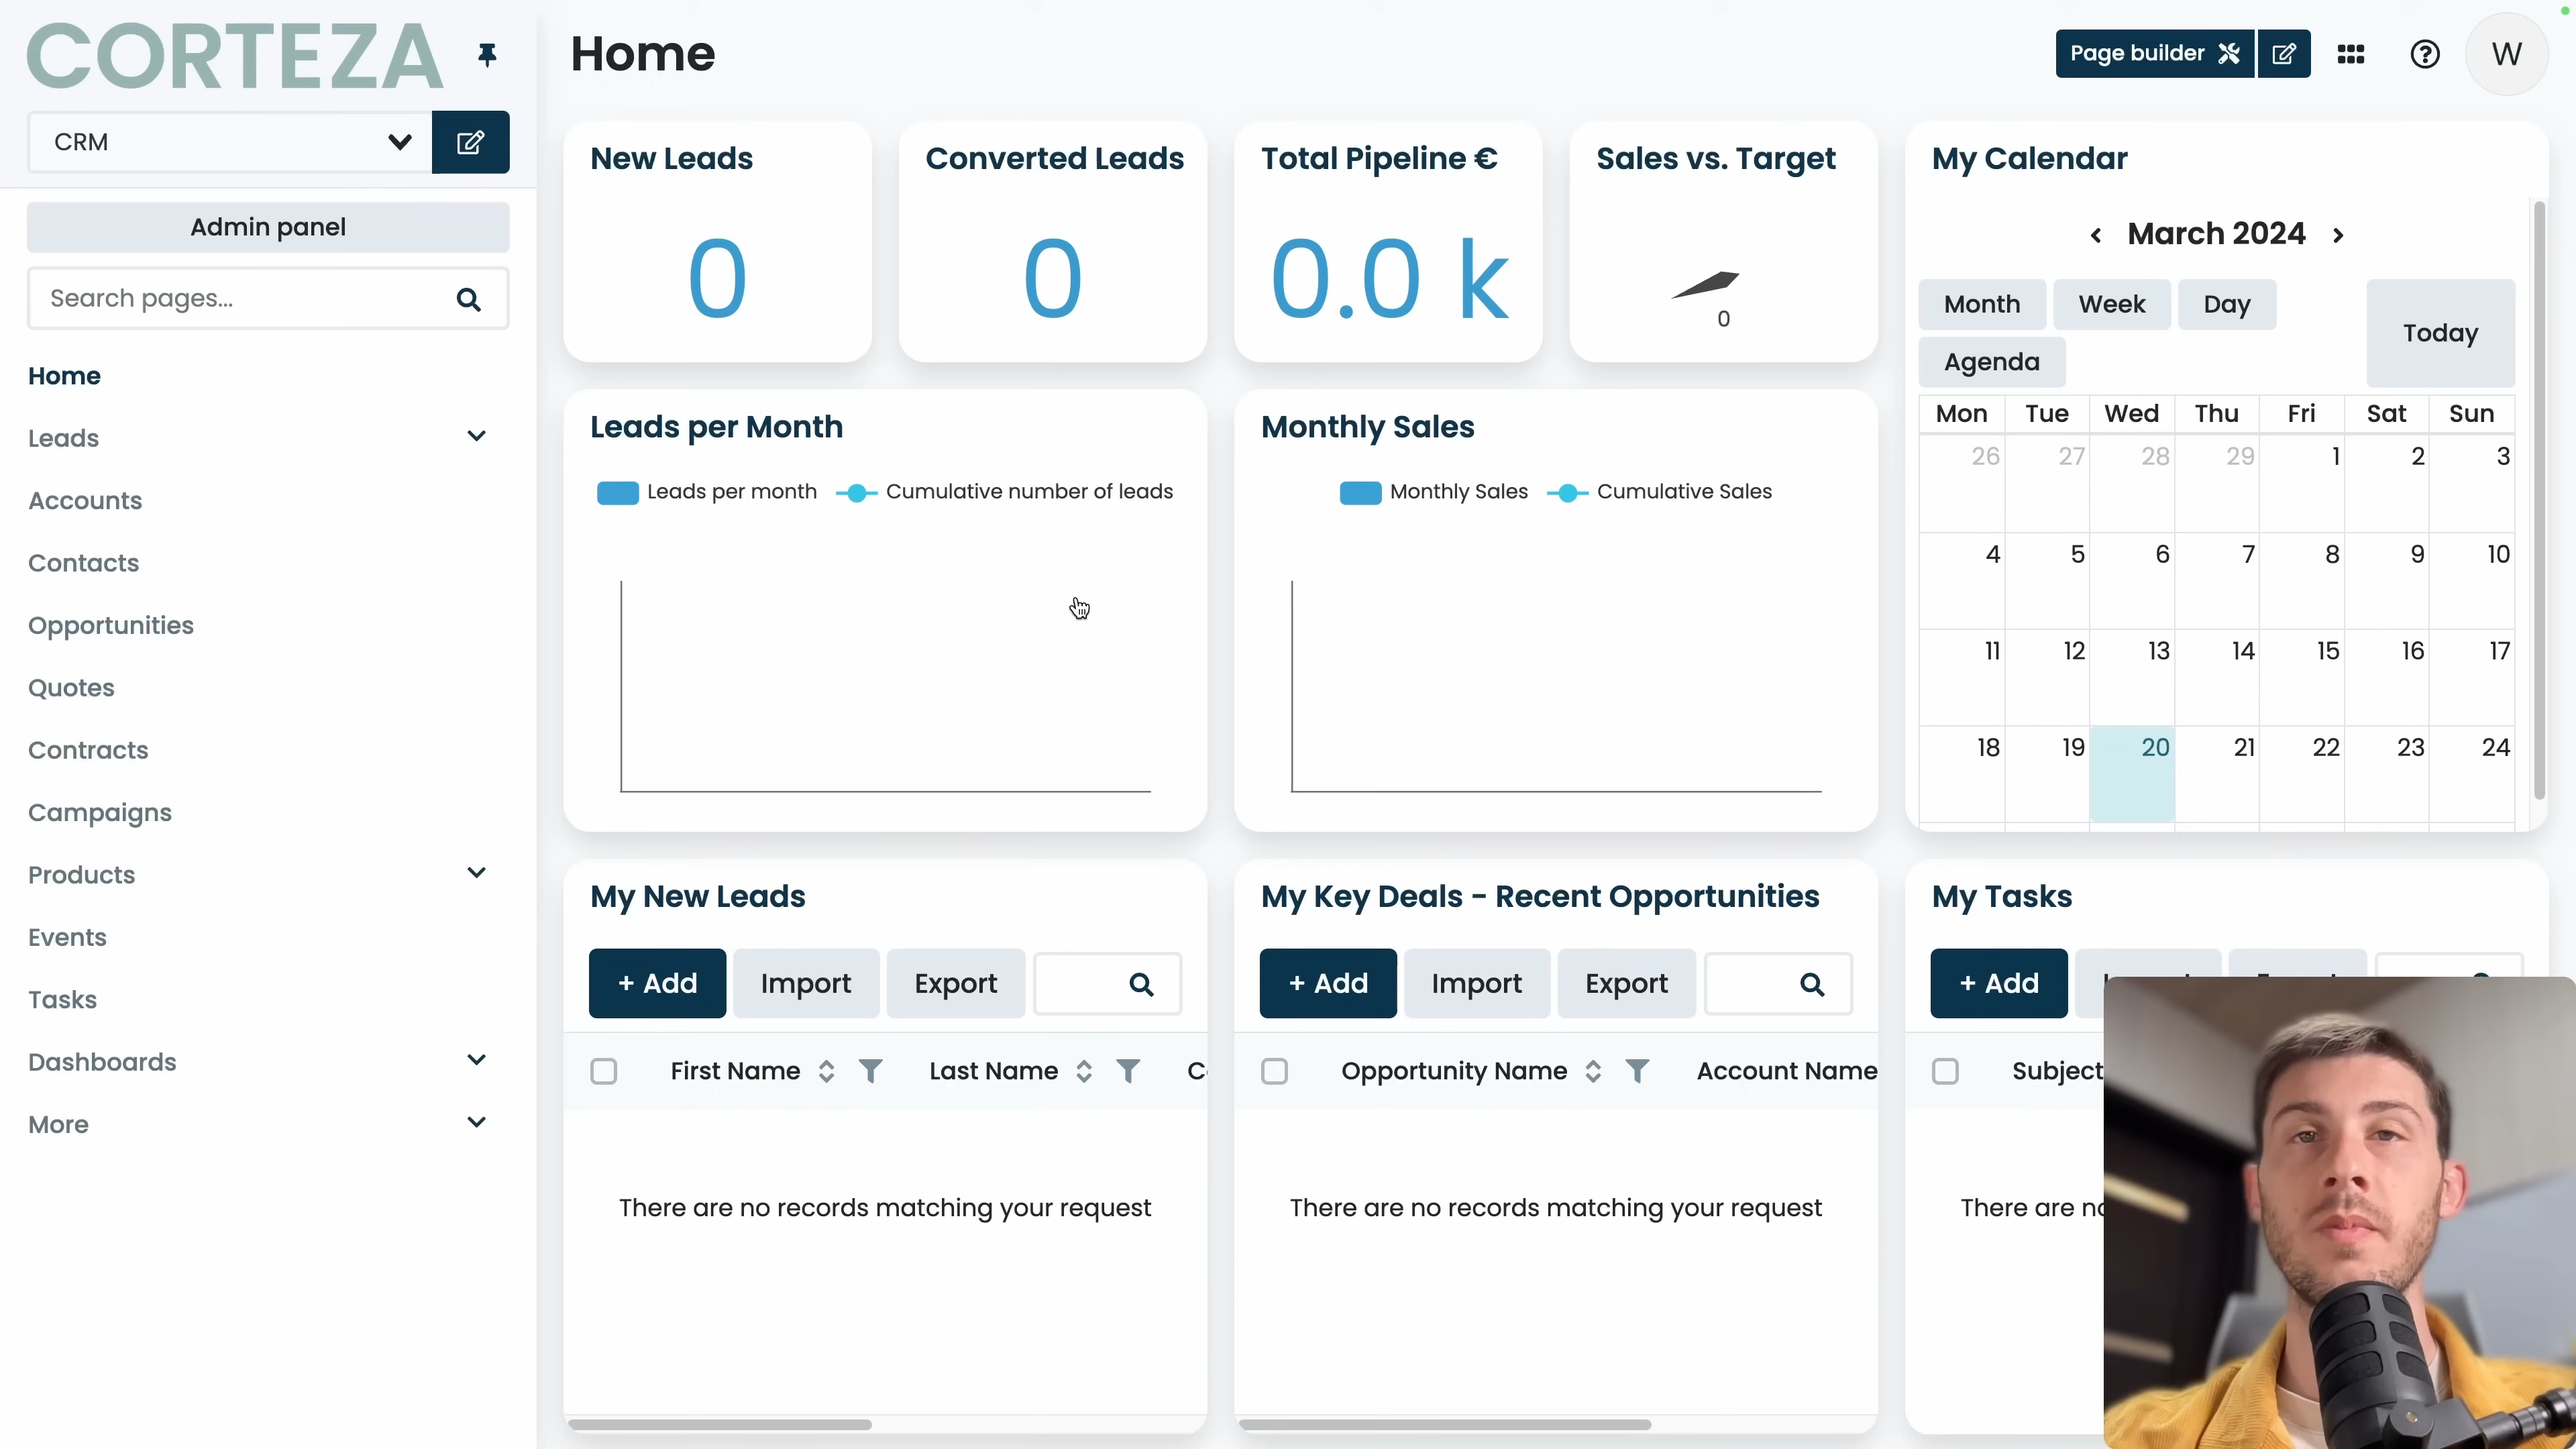 CORTEZA
CRM
Admin panel
Search pages...
Home
Leads
Accounts
Contacts
Opportunities
Quotes
Contracts
Campaigns
Products
Events
Tasks
Dashboards
More
Home
Page builder
W
New Leads
0
Converted Leads
0
Total Pipeline €
0.0 k
Sales vs. Target
0
Leads per Month
Leads per month
Cumulative number of leads
Monthly Sales
Monthly Sales
Cumulative Sales
My Calendar
March 2024
Month Week Day
Agenda
Today
Mon Tue Wed Thu Fri Sat Sun
26 27 28 29 1 2 3
4 5 6 7 8 9 10
11 12 13 14 15 16 17
18 19 20 21 22 23 24
My New Leads
+ Add Import Export
First Name Last Name
There are no records matching your request
My Key Deals - Recent Opportunities
+ Add Import Export
Opportunity Name Account Name
There are no records matching your request
My Tasks
+ Add
Subject
There are